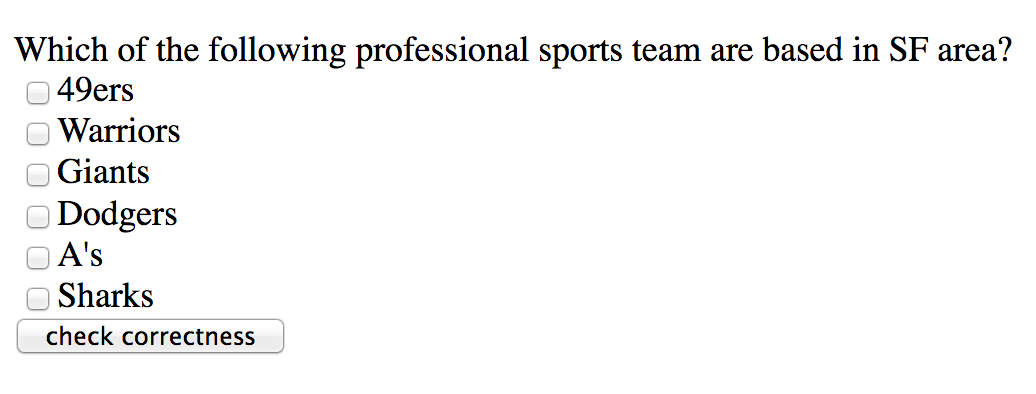 Which of the following professional sports team are based in SF area?
49ers
Warriors
Giants
Dodgers
A's
Sharks
check correctness